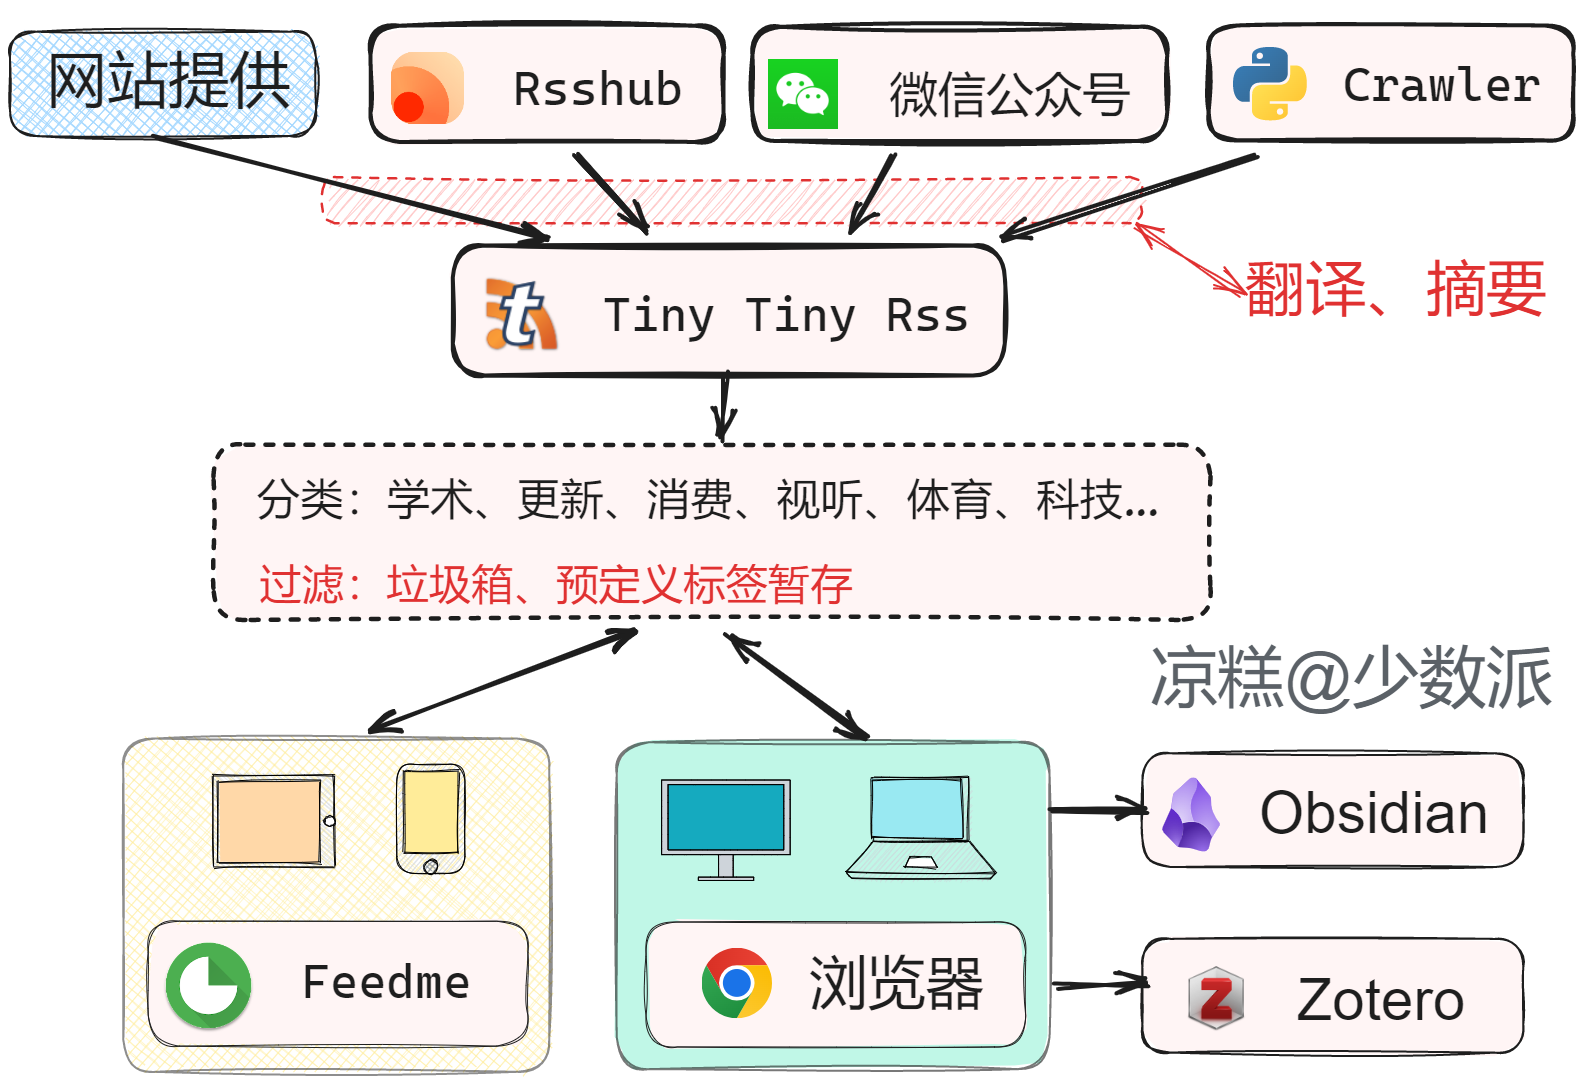 网站提供
Rsshub
微信公众号
Crawler
翻译、摘要
Tiny Tiny Rss
分类：学术、更新、消费、视听、体育、科技...
过滤：垃圾箱、预定义标签暂存
凉糕@少数派
Obsidian
Feedme
浏览器
Zotero